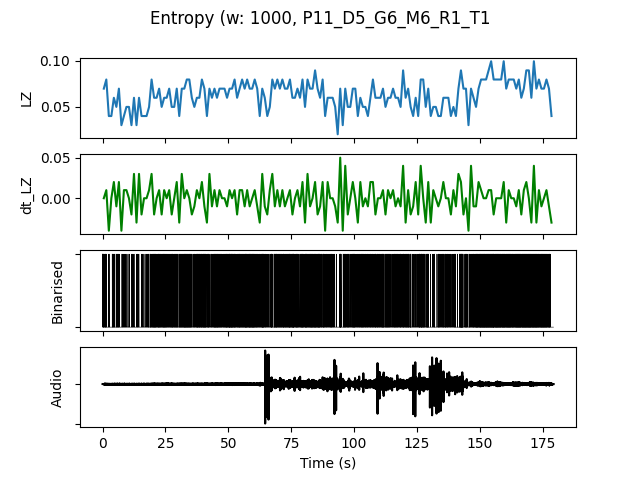 Entropy (w: 1000, P11_D5_G6_M6_R1_T1
0.10
0.05
LZ
0.05
0.00
dt_LZ
Binarised
Audio
0 25 50 75 100 125 150 175
Time (s)